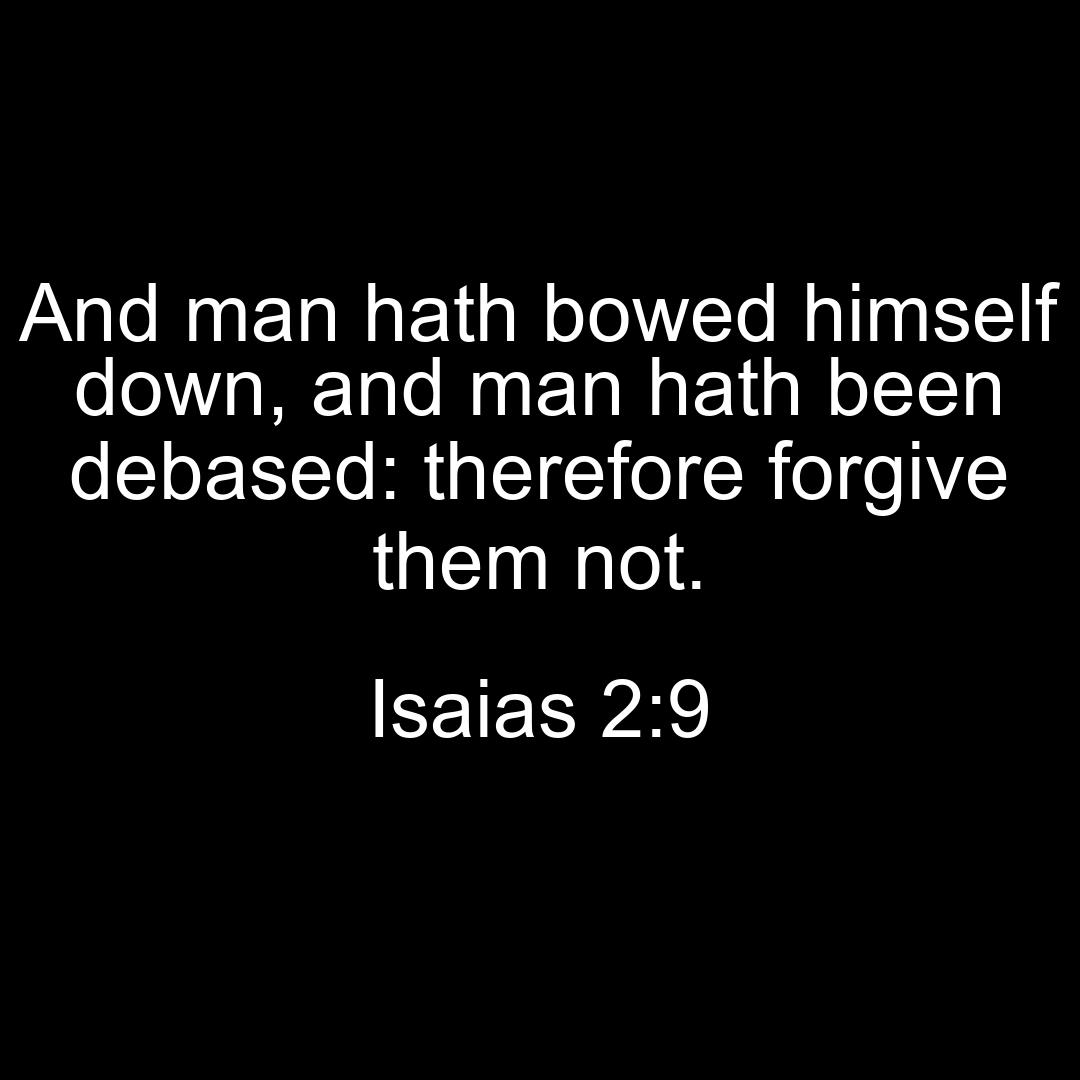 And man hath bowed himself
down, and man hath been
debased: therefore forgive
them not.
Isaias 2:9